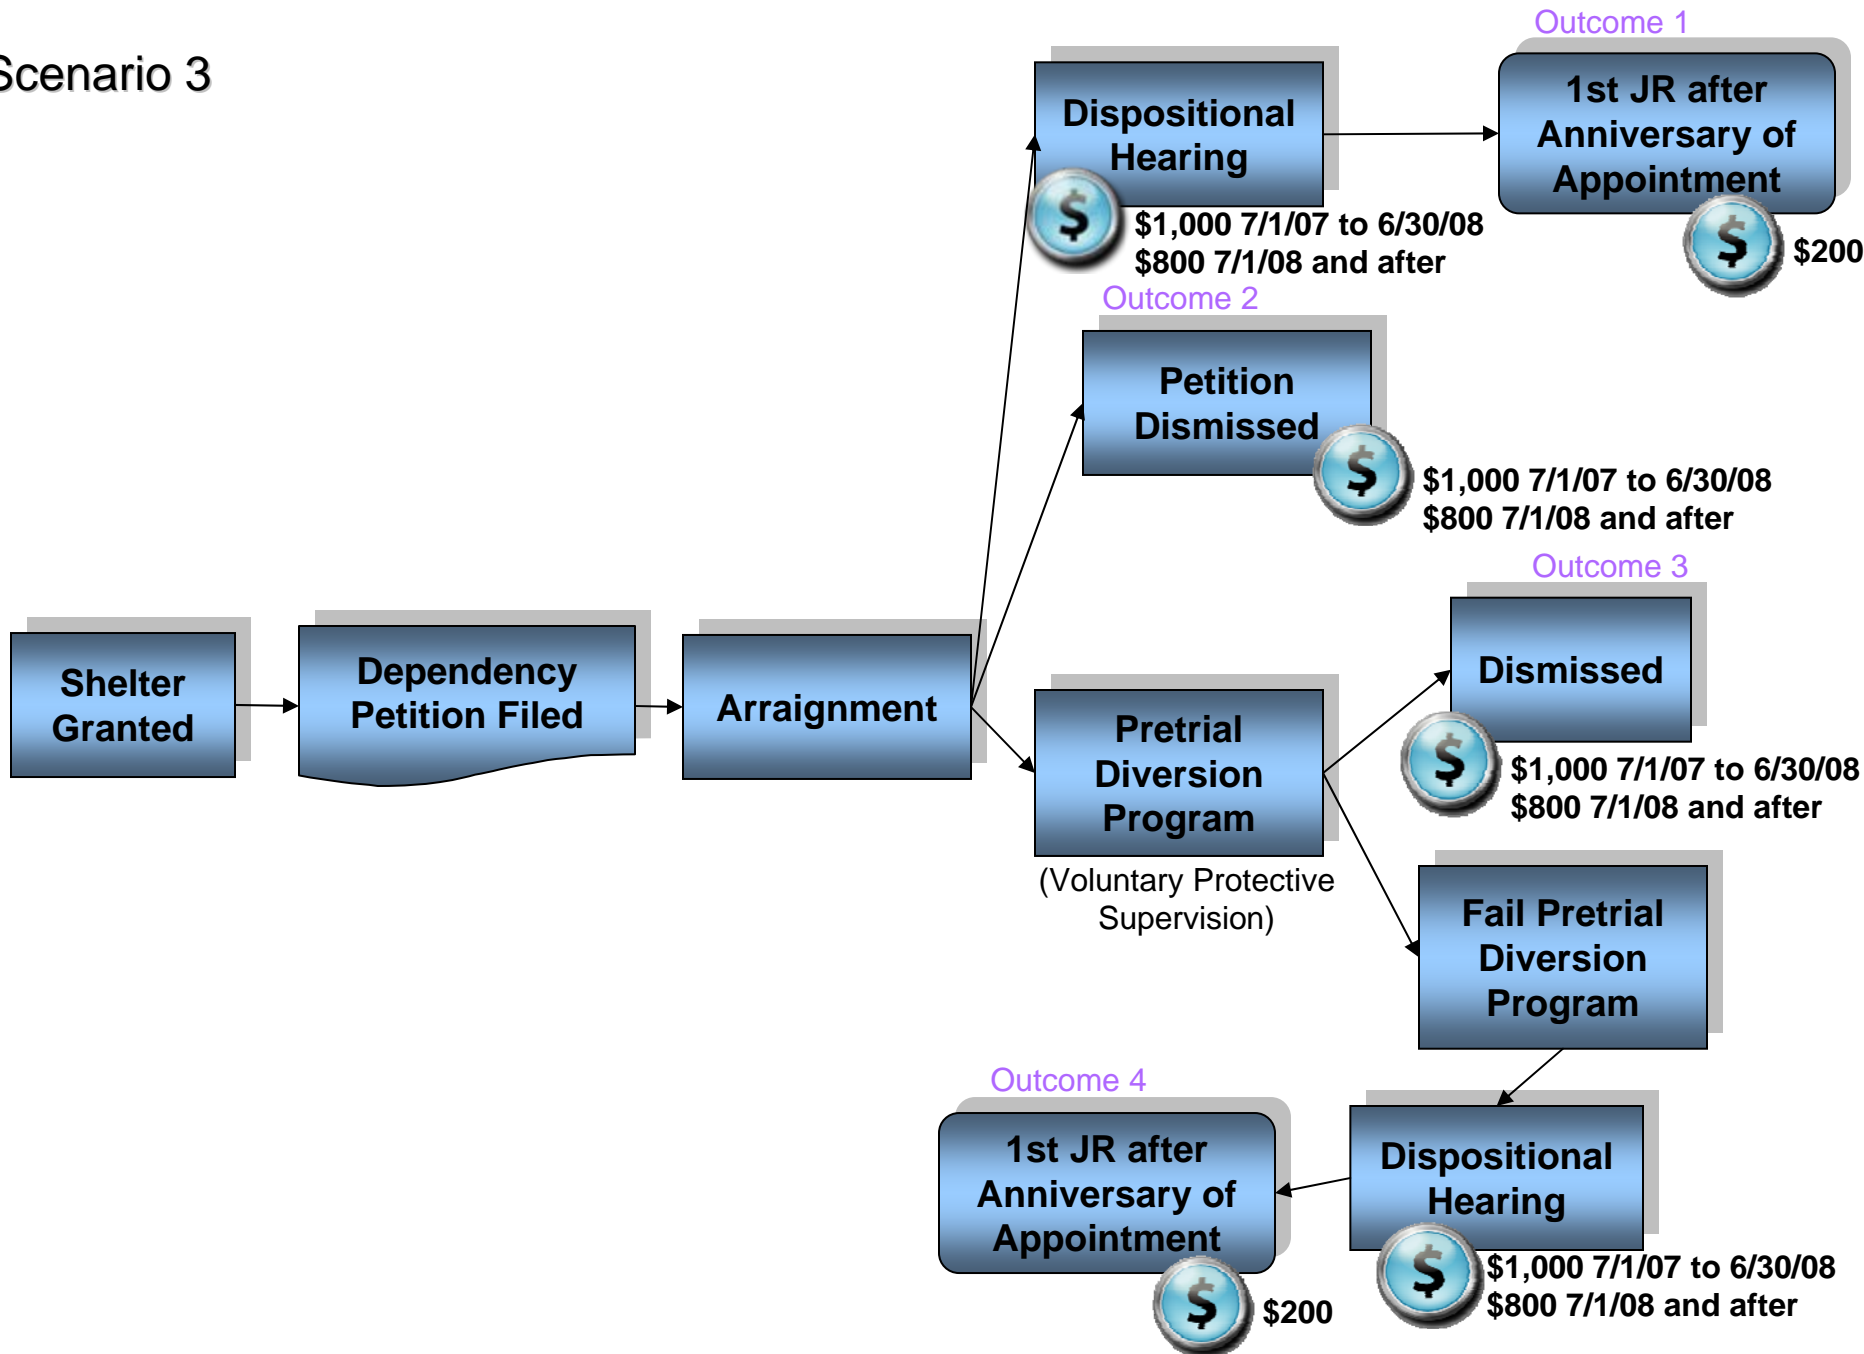 Scenario 3
Outcome 1
Dispositional
Hearing
$
$1,000 7/1/07 to 6/30/08
$800 7/1/08 and after
1st JR after
Anniversary of
Appointment
$
$200
Outcome 2
Petition
Dismissed
$
$1,000 7/1/07 to 6/30/08
$800 7/1/08 and after
Shelter
Granted
Dependency
Petition Filed
Arraignment
Pretrial
Diversion
Program
(Voluntary Protective
Supervision)
Outcome 3
Dismissed
$
$1,000 7/1/07 to 6/30/08
$800 7/1/08 and after
Fail Pretrial
Diversion
Program
Dispositional
Hearing
$
$1,000 7/1/07 to 6/30/08
$800 7/1/08 and after
Outcome 4
1st JR after
Anniversary of
Appointment
$
$200